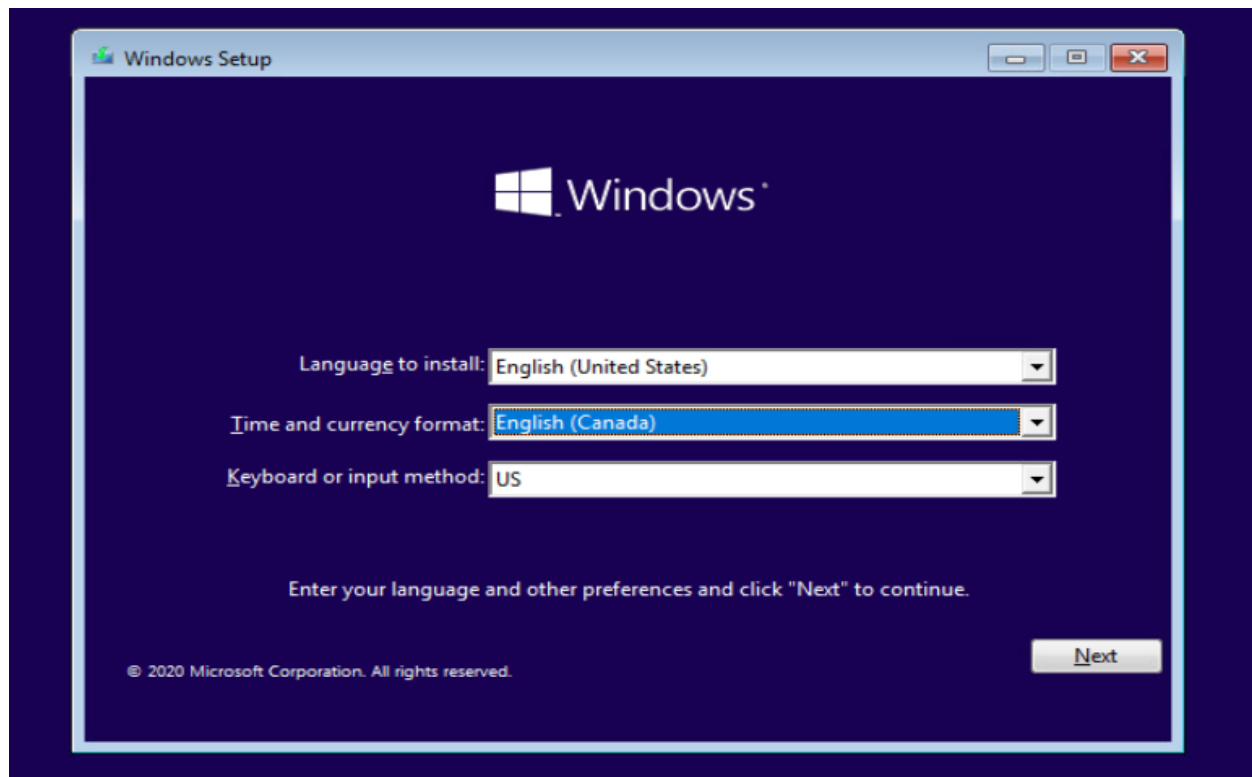 Windows Setup
Windows
Language to install: English (United States)
Time and currency format: English (Canada)
Keyboard or input method: US
Enter your language and other preferences and click "Next" to continue.
Next
© 2020 Microsoft Corporation. All rights reserved.